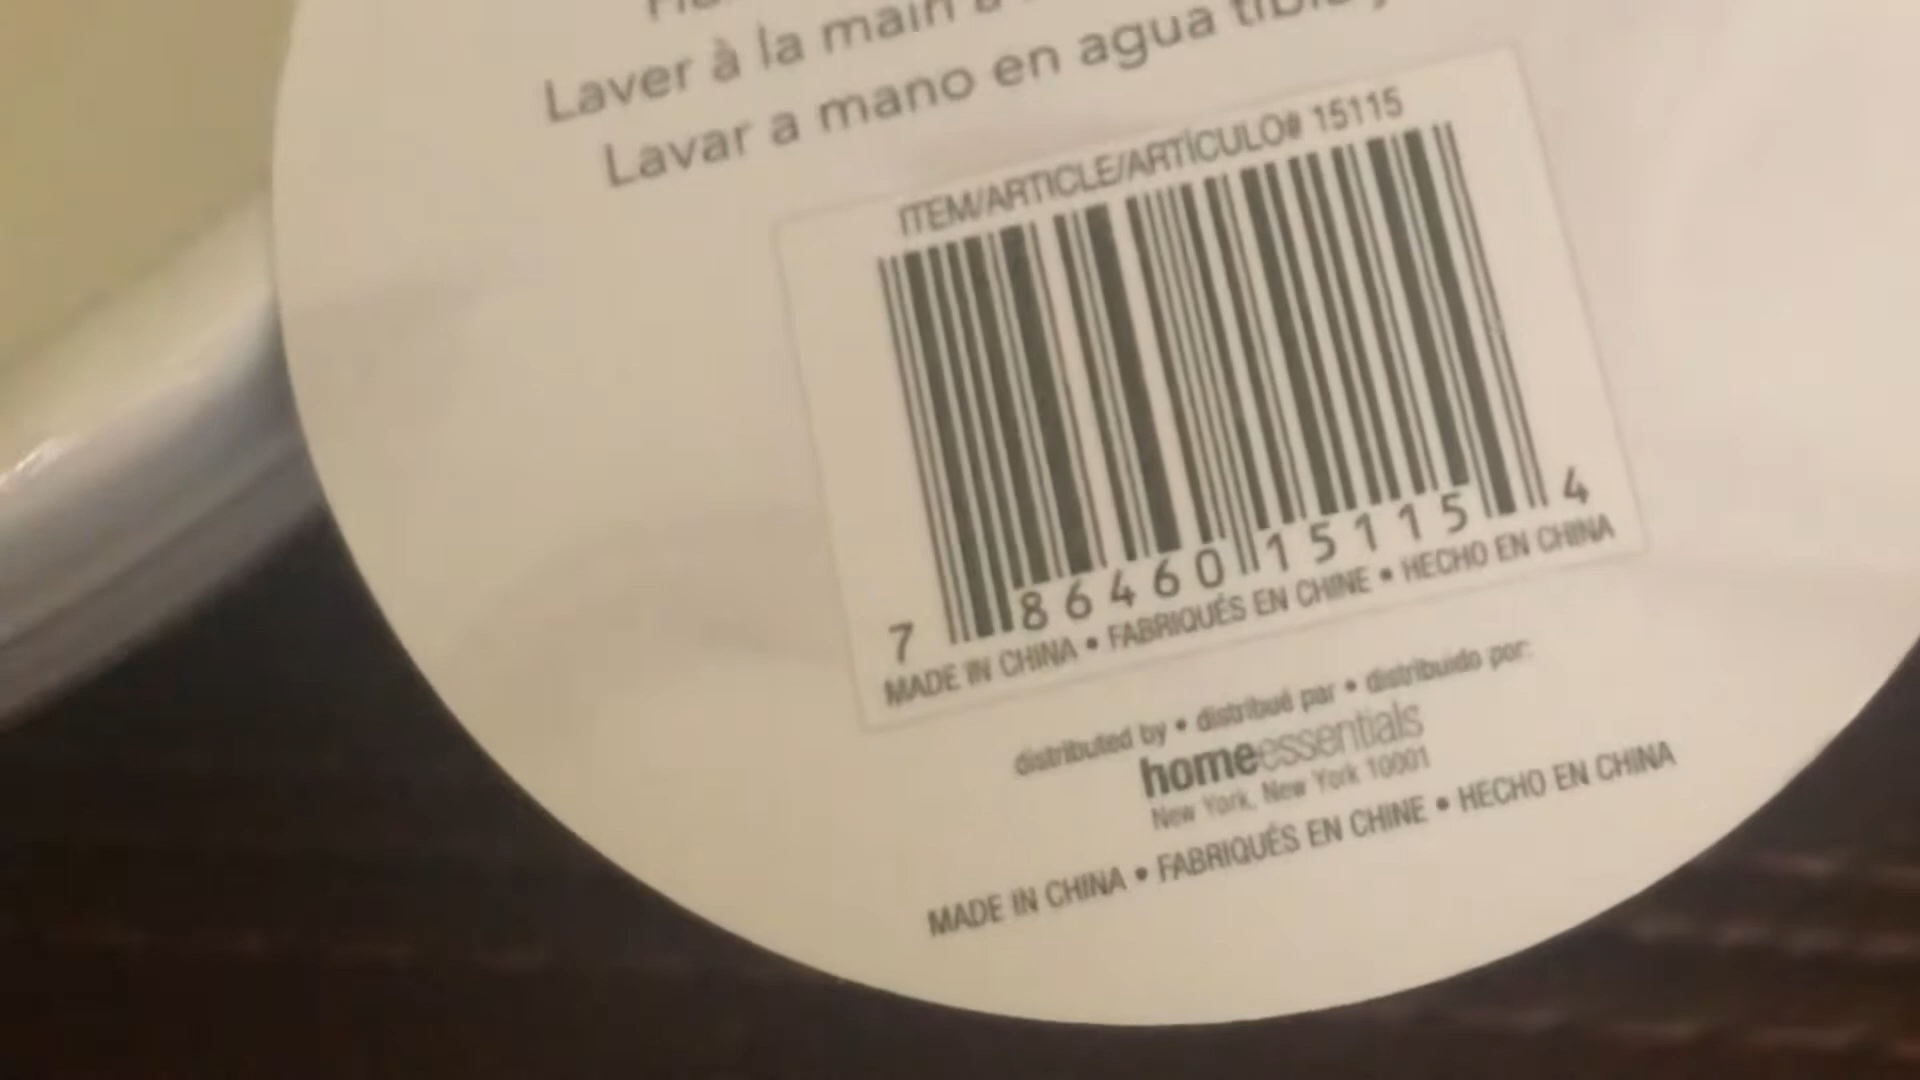 Laver à la main à
Lavar a mano en agua tibia y
ITEM/ARTICLE/ARTÍCULO# 15115
7 86460 15115 4
MADE IN CHINA • FABRIQUÉS EN CHINE • HECHO EN CHINA
distributed by • distribué par • distribuido por:
homeessentials
New York, New York 10001
MADE IN CHINA • FABRIQUÉS EN CHINE • HECHO EN CHINA